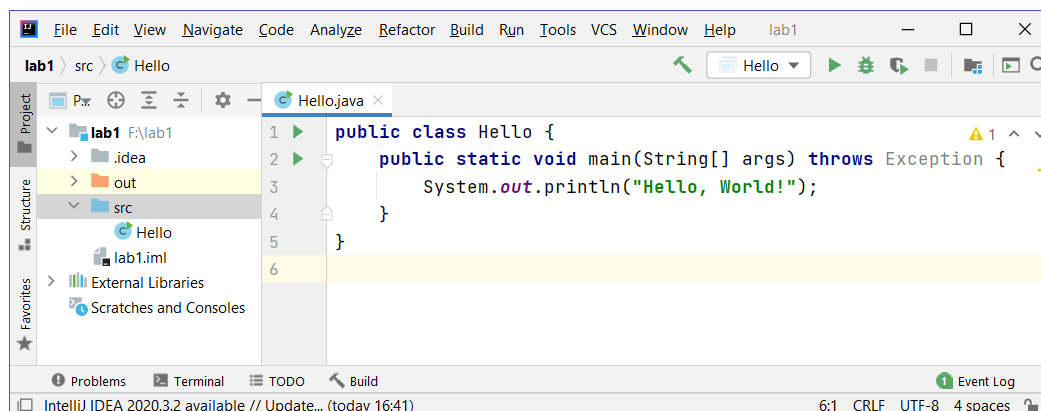 File Edit View Navigate Code Analyze Refactor Build Run Tools VCS Window Help lab1
lab1 src Hello
Hello
Project
P...
Hello.java
lab1 F:\lab1
.idea
out
src
Hello
lab1.iml
External Libraries
Scratches and Consoles
Structure
Favorites
1 public class Hello {
1
2 public static void main(String[] args) throws Exception {
3 System.out.println("Hello, World!");
4 }
5 }
6
Problems Terminal TODO Build
1 Event Log
IntelliJ IDEA 2020.3.2 available // Update... (today 16:41) 6:1 CRLF UTF-8 4 spaces